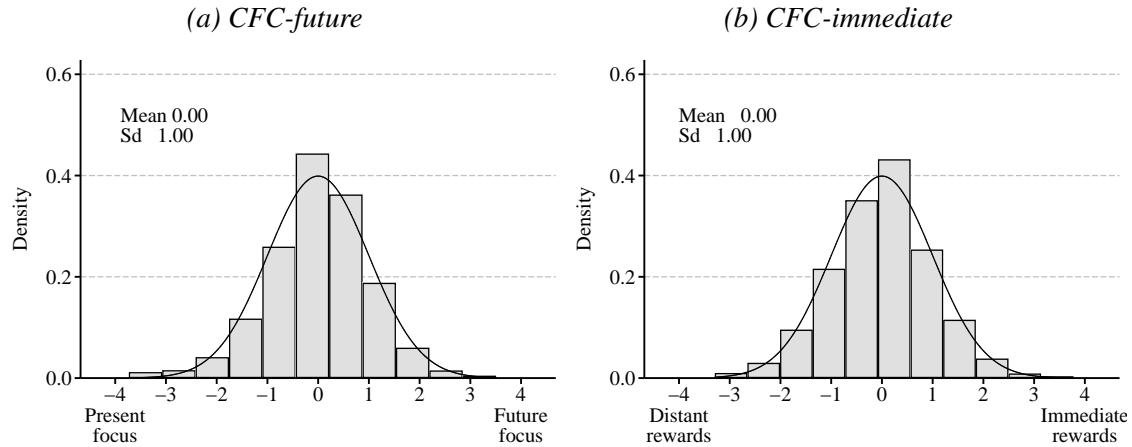 (a) CFC-future
0.6
Mean 0.00
Sd 1.00
0.4
Density
0.2
0.0
−4 −3 −2 −1 0 1 2 3 4
Present focus
Future focus
(b) CFC-immediate
0.6
Mean 0.00
Sd 1.00
0.4
Density
0.2
0.0
−4 −3 −2 −1 0 1 2 3 4
Distant rewards
Immediate rewards